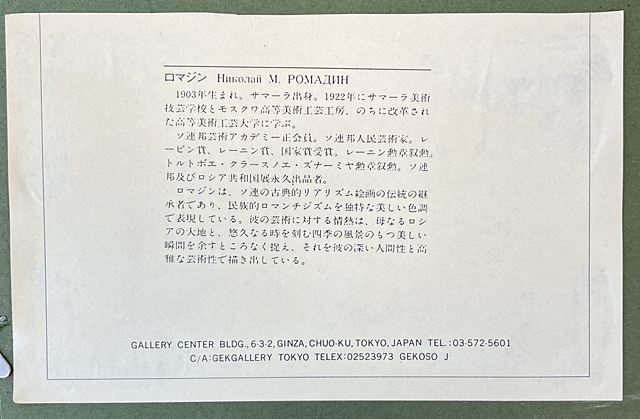 ロマジン Николай М. РОМАДИН
1903年生まれ。サマーラ出身。1922年にサマーラ美術
技芸学校とモスクワ高等美術工芸工房、のちに改革され
た高等美術工芸大学に学ぶ。
ソ連邦芸術アカデミー正会員。ソ連邦人民芸術家。レ
ーピン賞、レーニン賞、国家賞受賞。レーニン勲章叙勲。
トルトボエ・クラースノエ・ズナーミヤ勲章叙勲。ソ連
邦及びロシア共和国展永久出品者。
ロマジンは、ソ連の古典的リアリズム絵画の伝統の継
承者であり、民族的ロマンチジズムを独特な美しい色調
で表現している。彼の芸術に対する情熱は、母なるロシ
アの大地と、悠久なる時を刻む四季の風景のもつ美しい
瞬間を余すところなく捉え、それを彼の深い人間性と高
雅な芸術性で描き出している。
GALLERY CENTER BLDG., 6-3-2, GINZA, CHUO-KU, TOKYO, JAPAN TEL.: 03-572-5601
C/A: GEKGALLERY TOKYO TELEX: 02523973 GEKOSO J